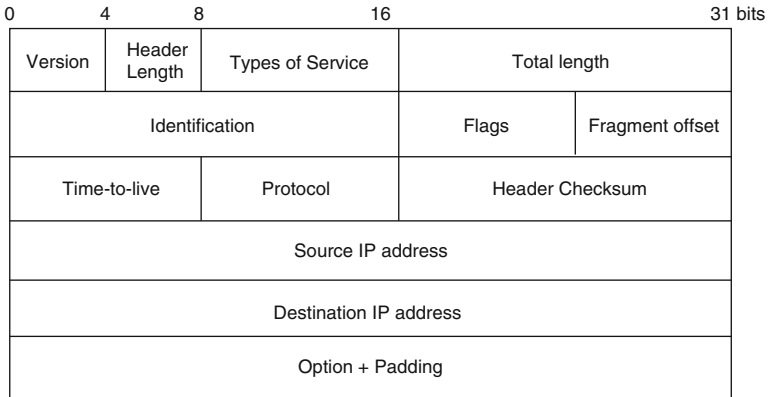 0 4 8 16 31 bits
Version Header Length Types of Service Total length
Identification Flags Fragment offset
Time-to-live Protocol Header Checksum
Source IP address
Destination IP address
Option + Padding